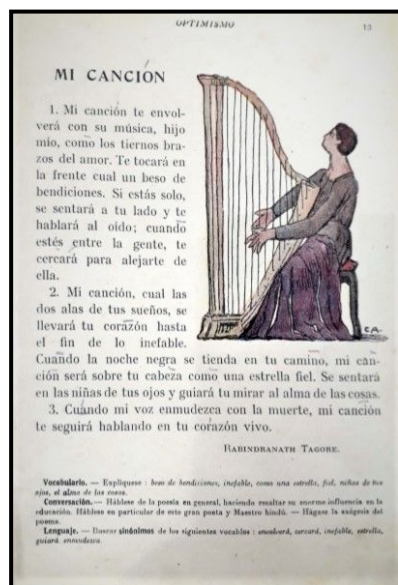 OPTIMISMO
13
MI CANCIÓN
1. Mi canción te envol-
verá con su música, hijo
mío, como los tiernos bra-
zos del amor. Te tocará en
la frente cual un beso de
bendiciones. Si estás solo,
se sentará a tu lado y te
hablará al oído; cuando
estés entre la gente, te
cercará para alejarte de
ella.
2. Mi canción, cual las
dos alas de tus sueños, se
llevará tu corazón hasta
el fin de lo inefable.
Cuando la noche negra se tienda en tu camino, mi can-
ción será sobre tu cabeza como una estrella fiel. Se sentará
en las niñas de tus ojos y guiará tu mirar al alma de las cosas.
3. Cuando mi voz enmudezca con la muerte, mi canción
te seguirá hablando en tu corazón vivo.
RABINDRANATH TAGORE.
C.A.
Vocabulario. — Explíquese : beso de bendiciones, inefable, como una estrella, fiel, niñas de tus
ojos, el alma de las cosas.
Conversación. — Háblese de la poesía en general, haciendo resaltar su enorme influencia en la
educación. Háblese en particular de este gran poeta y Maestro hindú. — Hágase la exégesis del
poema.
Lenguaje. — Buscar sinónimos de los siguientes vocablos : envolverá, cercará, inefable, estrella,
guiará enmudezca.